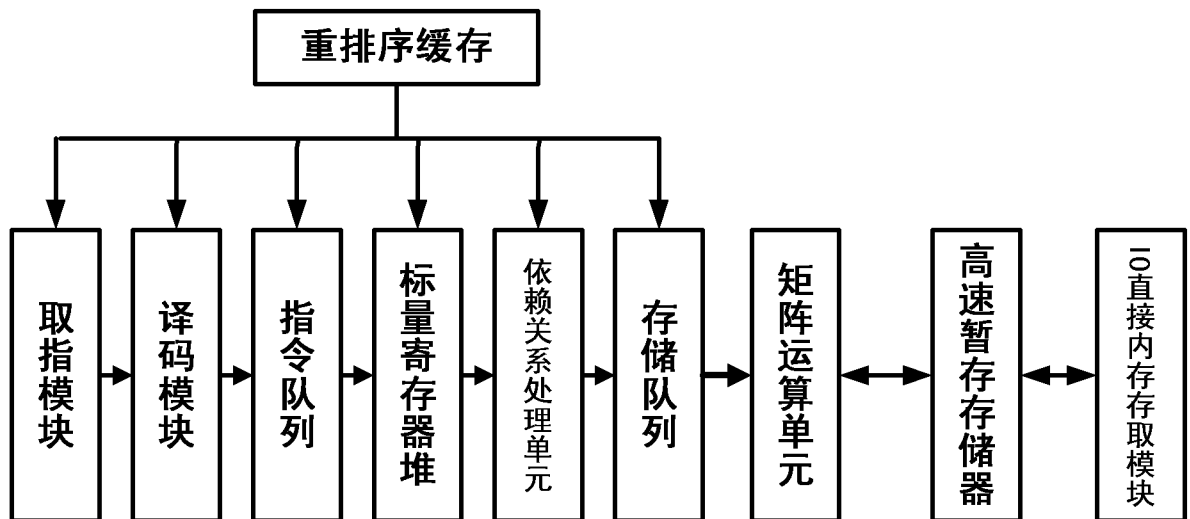 重排序缓存
取指模块
译码模块
指令队列
标量寄存器堆
依赖关系处理单元
存储队列
矩阵运算单元
高速暂存存储器
IO直接内存存取模块